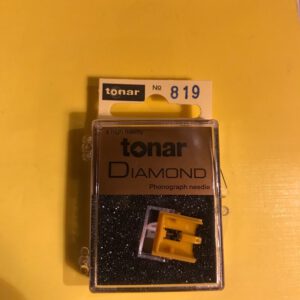 tonar No 819
a high fidelity
tonar
DIAMOND
Phonograph needle